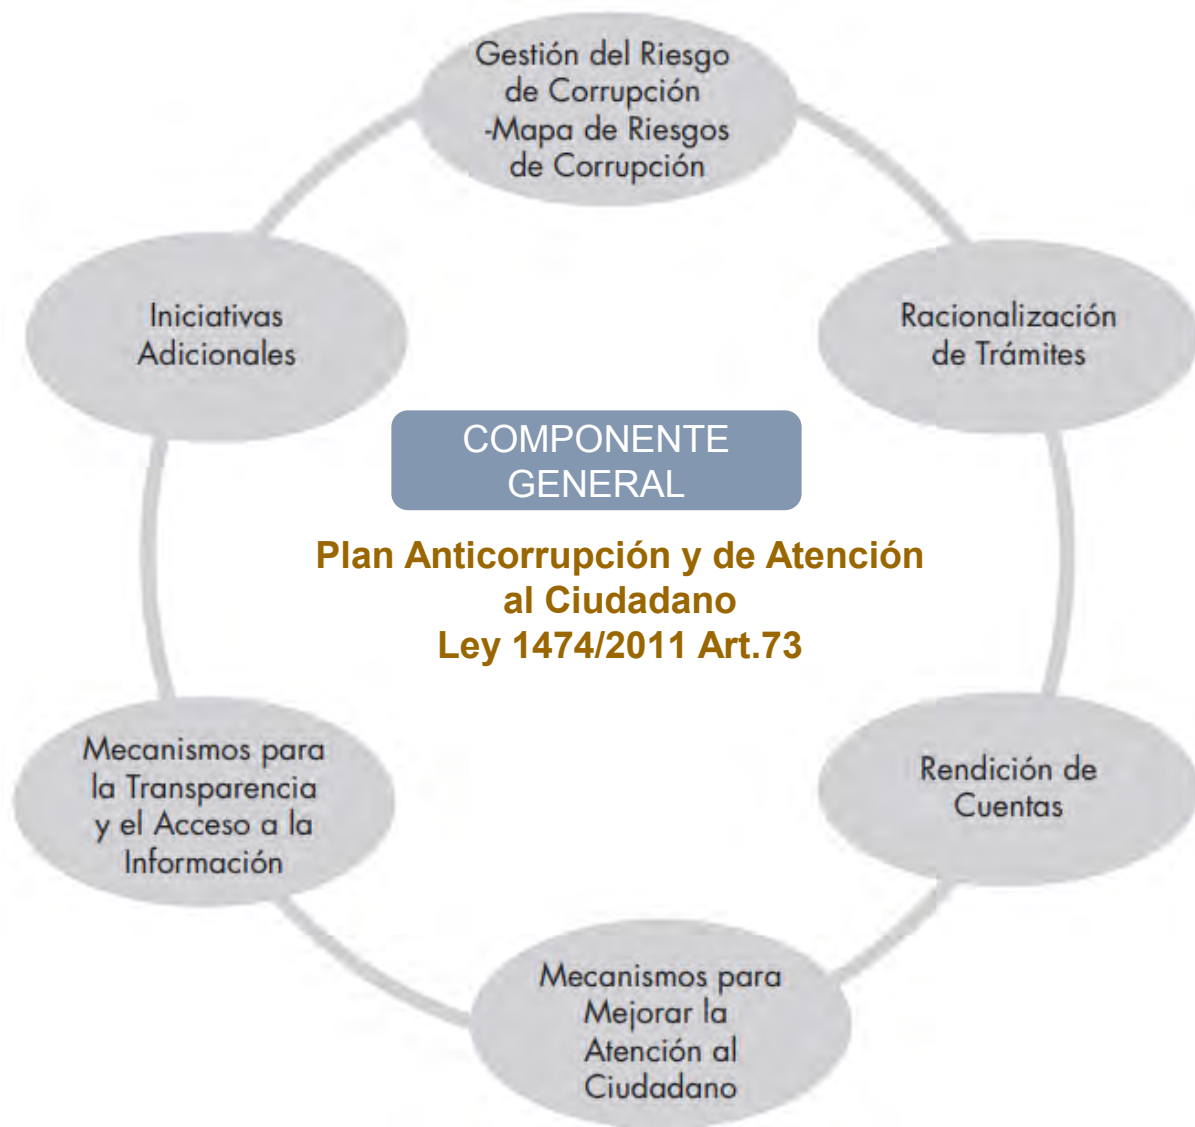 Gestión del Riesgo
de Corrupción
-Mapa de Riesgos
de Corrupción
Iniciativas
Adicionales
Racionalización
de Trámites
COMPONENTE
GENERAL
Plan Anticorrupción y de Atención
al Ciudadano
Ley 1474/2011 Art.73
Mecanismos para
la Transparencia
y el Acceso a la
Información
Rendición de
Cuentas
Mecanismos para
Mejorar la
Atención al
Ciudadano